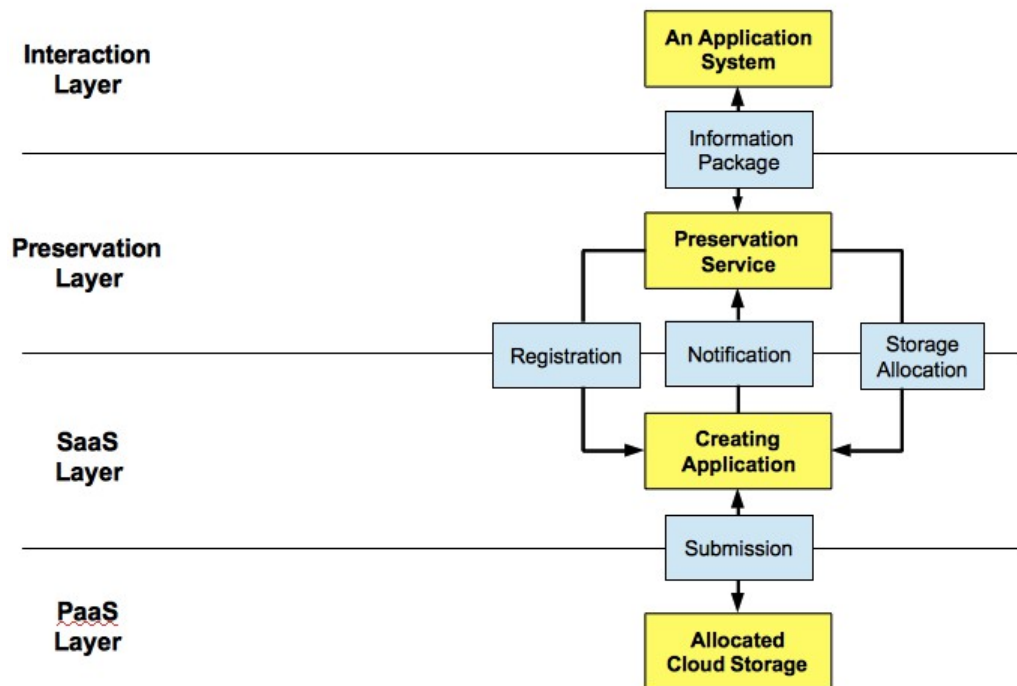 Interaction
Layer
An Application
System
Information
Package
Preservation
Layer
Preservation
Service
Registration
Notification
Storage
Allocation
SaaS
Layer
Creating
Application
Submission
PaaS
Layer
Allocated
Cloud Storage